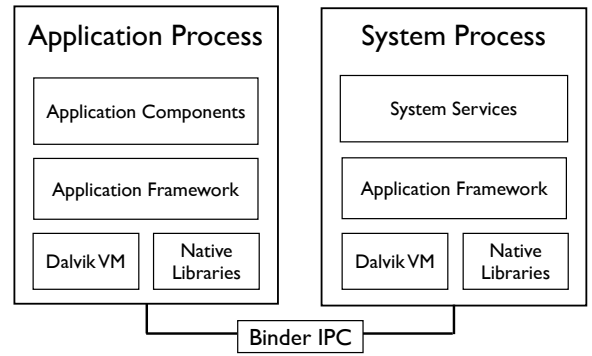 Application Process
Application Components
Application Framework
Dalvik VM
Native
Libraries
System Process
System Services
Application Framework
Dalvik VM
Native
Libraries
Binder IPC